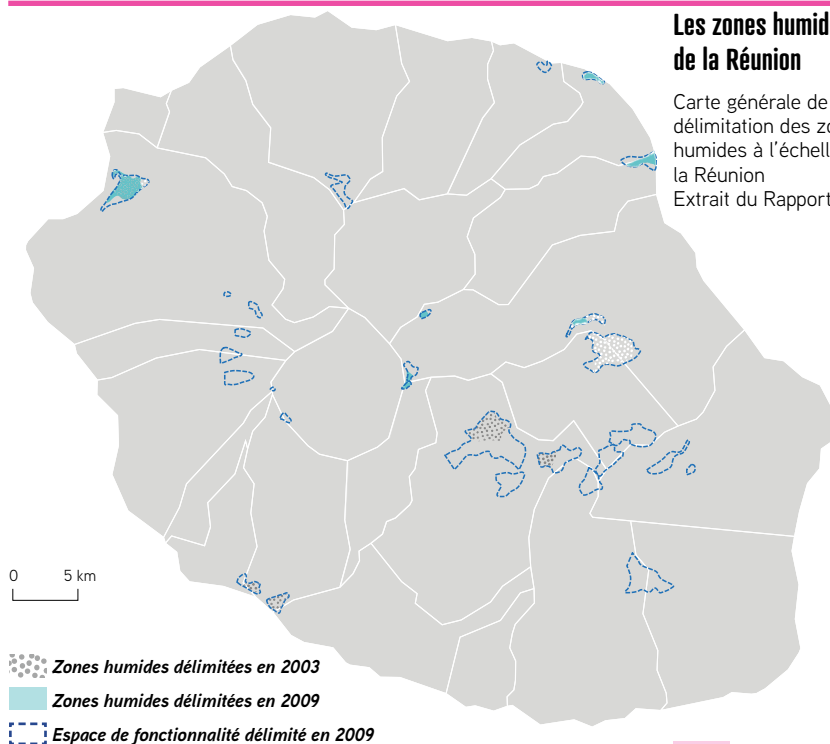 Les zones humid
de la Réunion
Carte générale de
délimitation des zo
humides à l'échell
la Réunion
Extrait du Rapport
0 5 km
Zones humides délimitées en 2003
Zones humides délimitées en 2009
Espace de fonctionnalité délimité en 2009